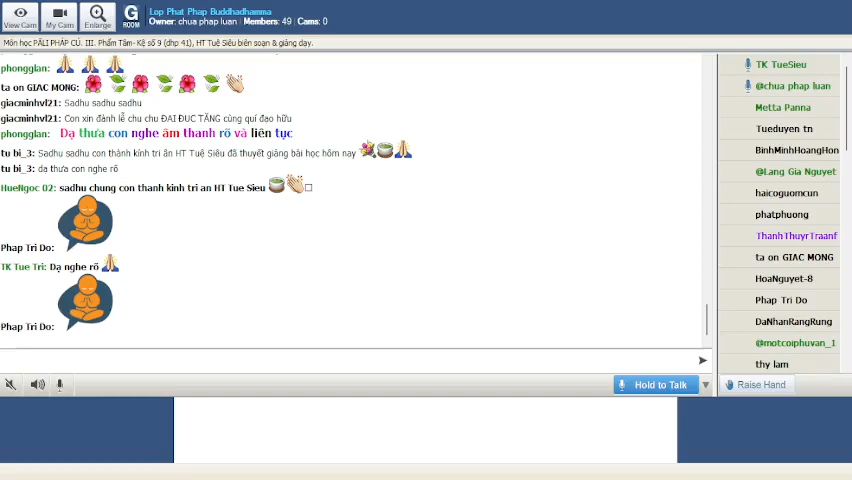 View Cam
My Cam
Enlarge
G
ROOM
Lop Phat Phap Buddhadhamma
Owner: chua phap luan Members: 49 Cams: 0
Môn học PĀLI PHÁP CÚ. III. Phẩm Tâm- Kệ số 9 (dhp 41), HT Tuệ Siêu biên soạn & giảng dạy.
phonggian:
ta on GIAC MONG:
giacminhvl21: Sadhu sadhu sadhu
giacminhvl21: Con xin đảnh lễ chu chu ĐẠI ĐỨC TĂNG cùng quí đạo hữu
phonggian: Dạ thưa con nghe âm thanh rõ và liên tục
tu bi_3: Sadhu sadhu con thành kính tri ân HT Tuệ Siêu đã thuyết giảng bài học hôm nay
tu bi_3: dạ thưa con nghe rõ
HueNgoc 02: sadhu chung con thanh kinh tri an HT Tue Sieu
Phap Tri Do:
TK Tue Tri: Dạ nghe rõ
Phap Tri Do:
Hold to Talk
TK TueSieu
@chua phap luan
Metta Panna
Tueduyen tn
BinhMinhHoangHon
@Lang Gia Nguyet
haicoguomcun
phatphuong
ThanhThuyrTraanf
ta on GIAC MONG
HoaNguyet-8
Phap Tri Do
DaNhanRangRung
@motcoiphuvan_1
thy lam
Raise Hand